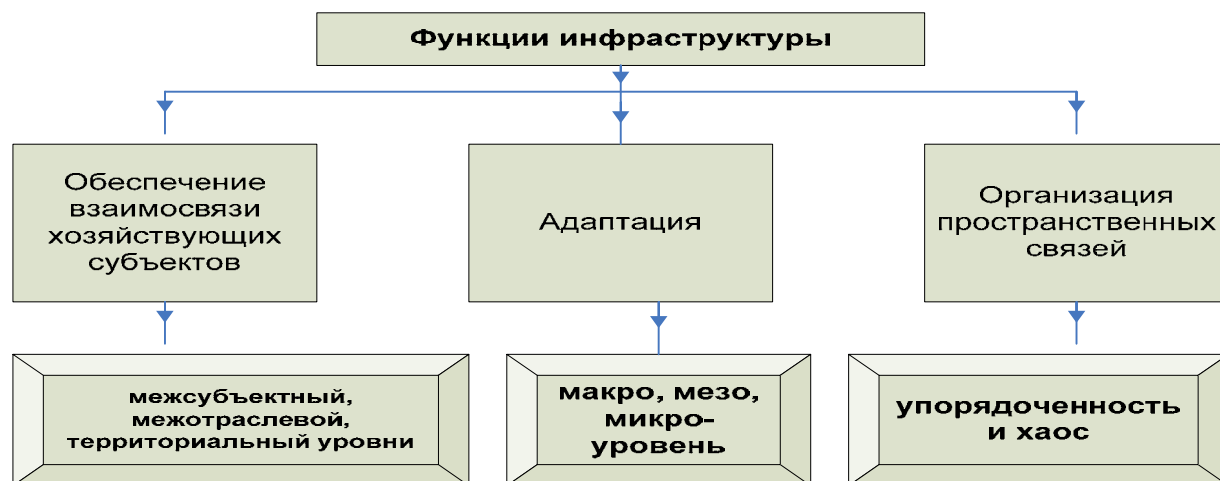 Функции инфраструктуры
Обеспечение
взаимосвязи
хозяйствующих
субъектов
Адаптация
Организация
пространственных
связей
межсубъектный,
межотраслевой,
территориальный уровни
макро, мезо,
микро-
уровень
упорядоченность
и хаос